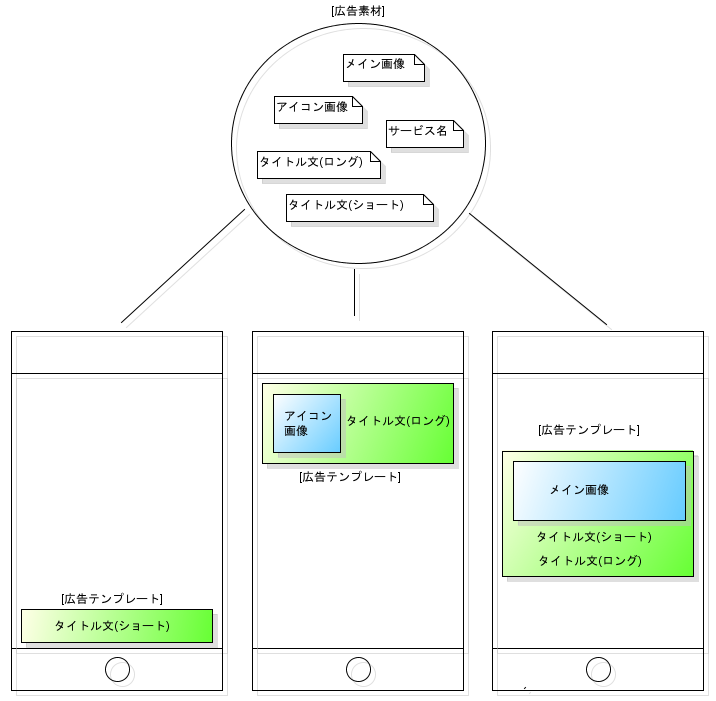 [広告素材]
メイン画像
アイコン画像
サービス名
タイトル文(ロング)
タイトル文(ショート)
[広告テンプレート]
タイトル文(ショート)
アイコン
画像
タイトル文(ロング)
[広告テンプレート]
[広告テンプレート]
メイン画像
タイトル文(ショート)
タイトル文(ロング)